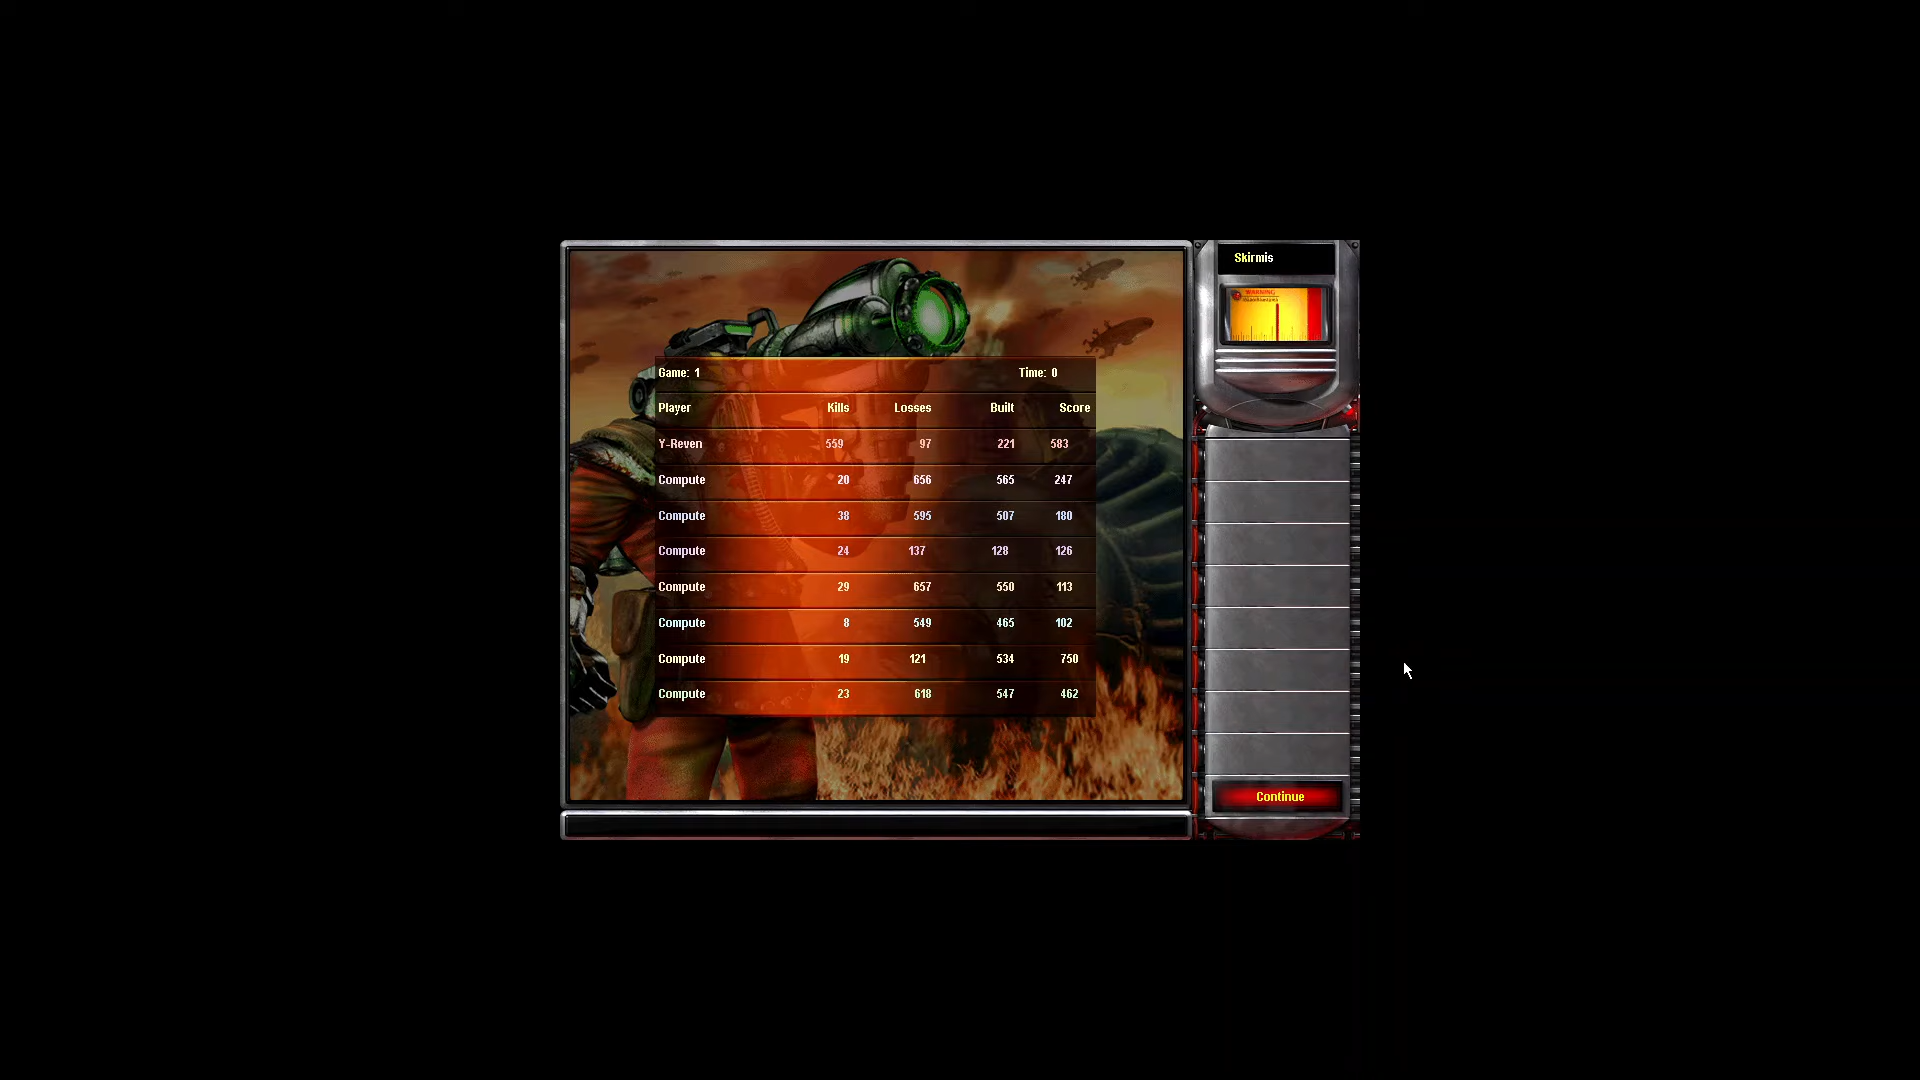 Skirmis
WARNING
Game: 1 Time: 0
Player Kills Losses Built Score
Y-Reven 559 97 221 583
Compute 20 656 565 247
Compute 38 595 507 180
Compute 24 137 128 126
Compute 29 657 550 113
Compute 8 549 465 102
Compute 19 121 534 750
Compute 23 618 547 462
Continue